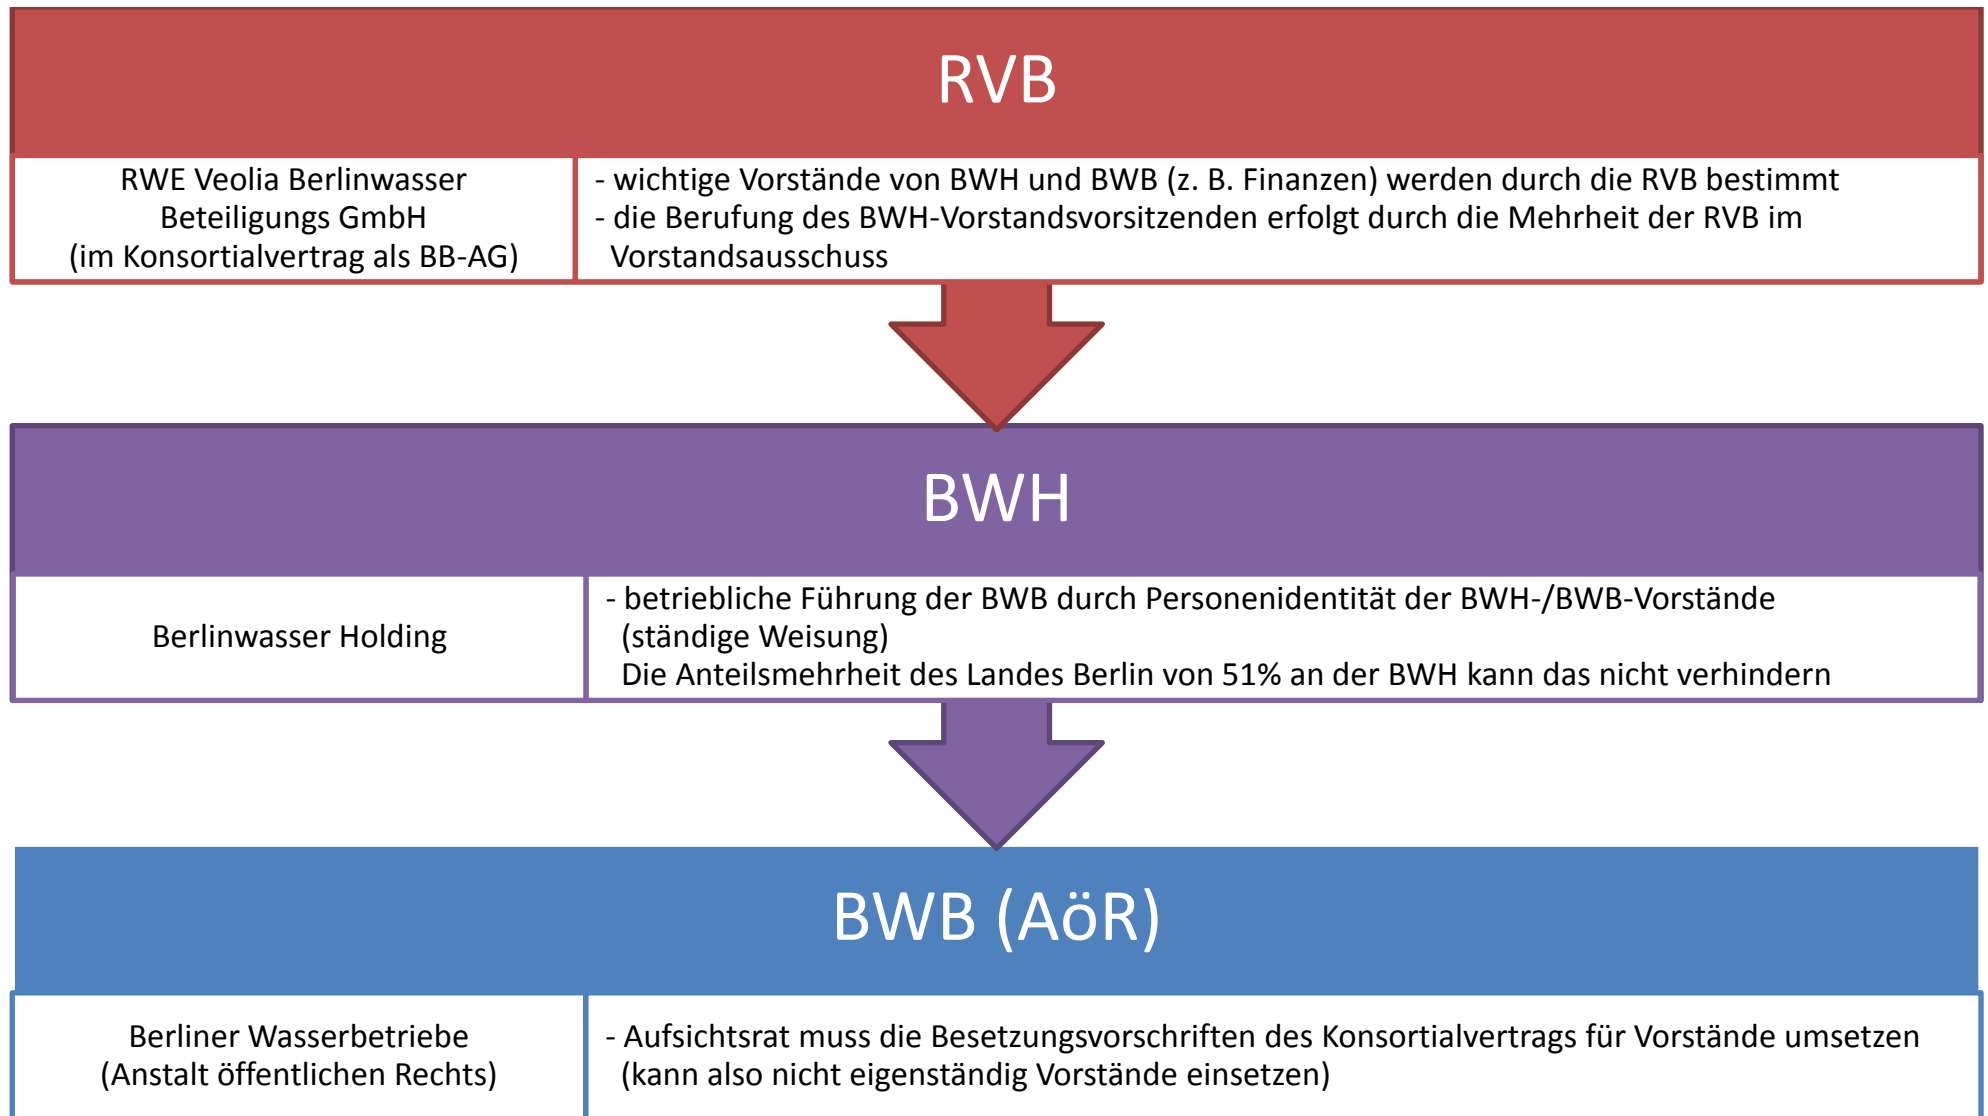 RVB
RWE Veolia Berlinwasser
Beteiligungs GmbH
(im Konsortialvertrag als BB-AG)
- wichtige Vorstände von BWH und BWB (z. B. Finanzen) werden durch die RVB bestimmt
- die Berufung des BWH-Vorstandsvorsitzenden erfolgt durch die Mehrheit der RVB im
Vorstandsausschuss
BWH
Berlinwasser Holding
- betriebliche Führung der BWB durch Personenidentität der BWH-/BWB-Vorstände
(ständige Weisung)
Die Anteilsmehrheit des Landes Berlin von 51% an der BWH kann das nicht verhindern
BWB (AöR)
Berliner Wasserbetriebe
(Anstalt öffentlichen Rechts)
- Aufsichtsrat muss die Besetzungsvorschriften des Konsortialvertrags für Vorstände umsetzen
(kann also nicht eigenständig Vorstände einsetzen)